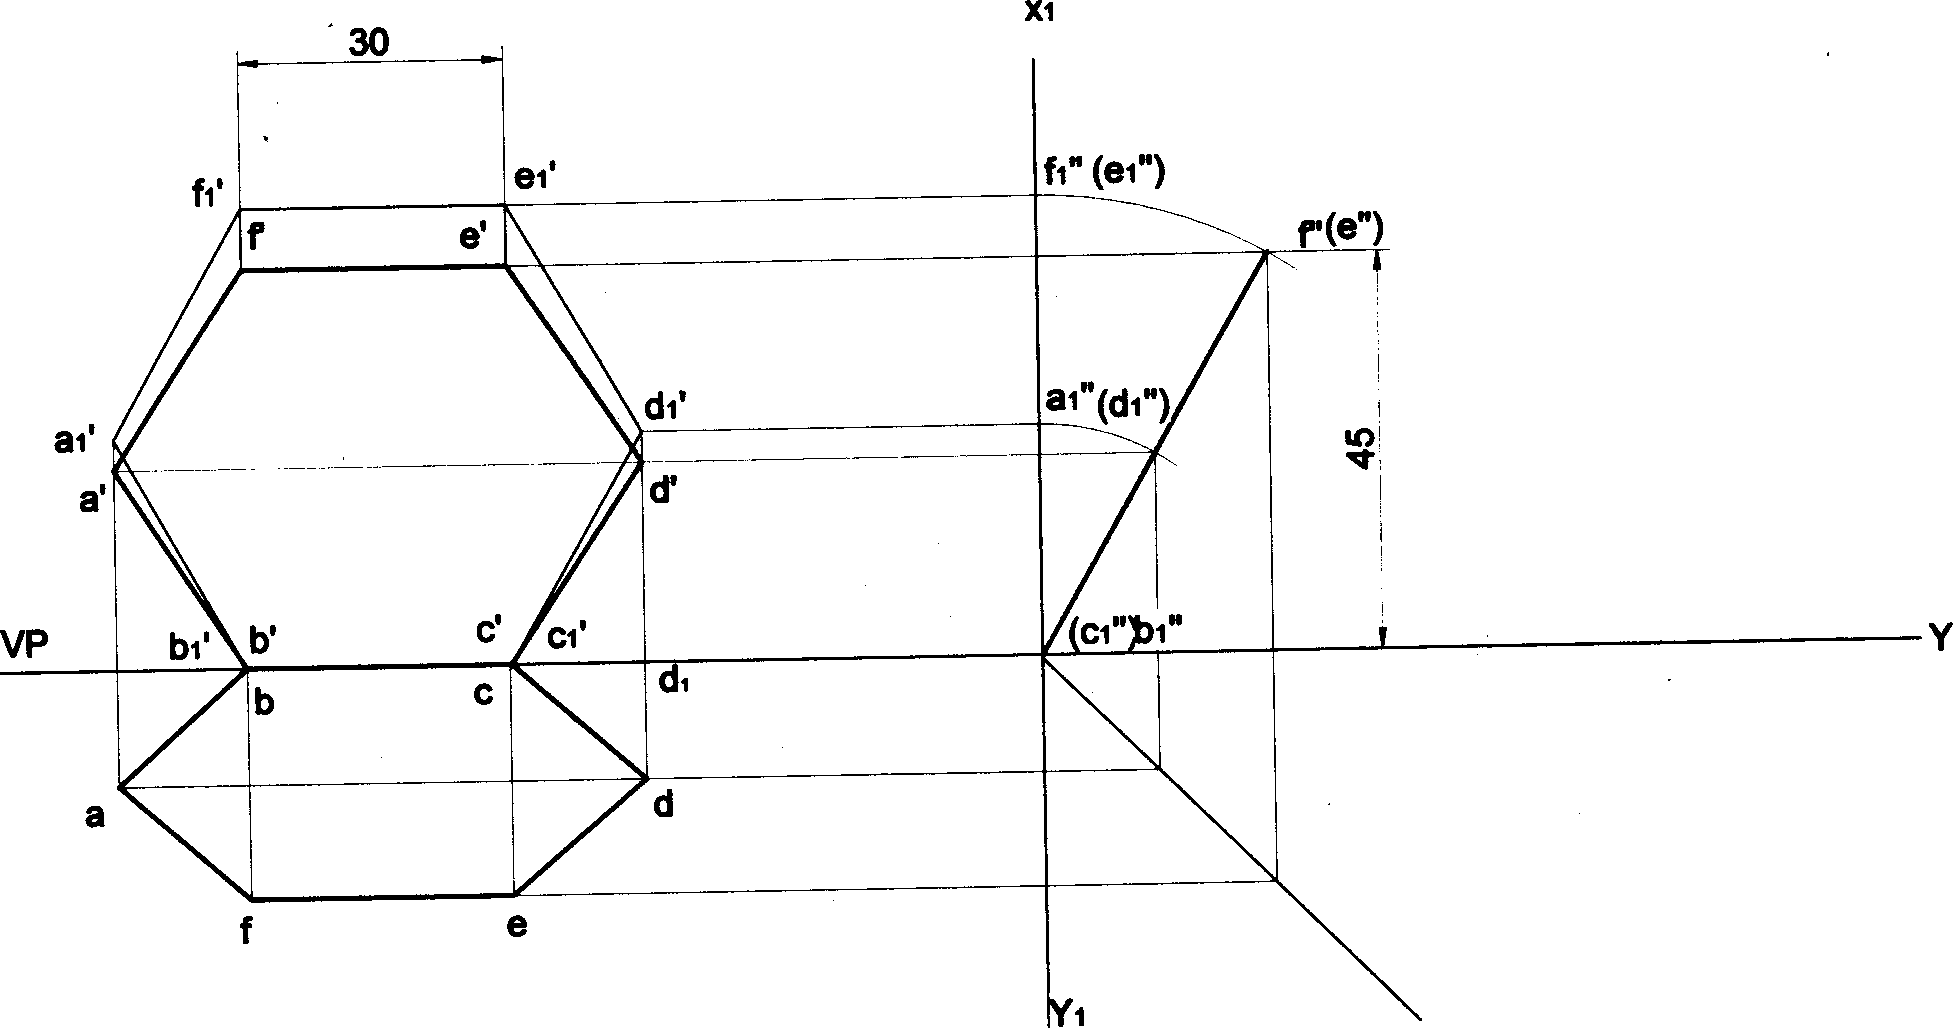 X1
30
f1'
e1'
f1" (e1")
f'
e'
f"(e")
a1'
d1'
a1"(d1")
45
a'
d'
VP
b1'
b'
c'
c1'
(c1")b1"
Y
b
c
d1
a
d
f
e
Y1